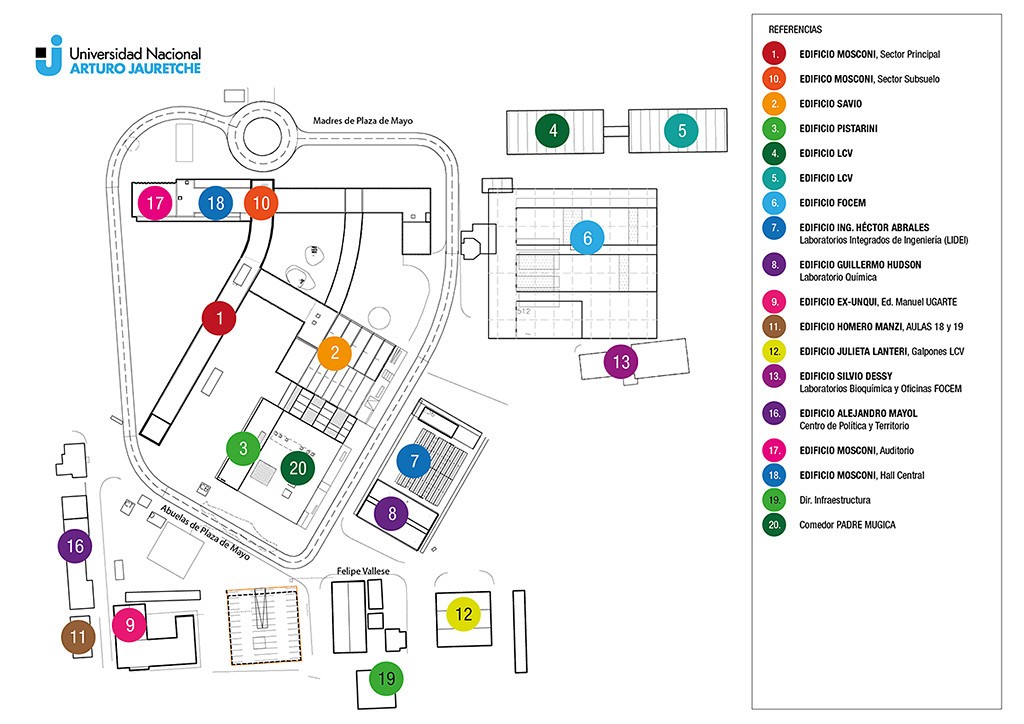 Universidad Nacional
ARTURO JAURETCHE
Madres de Plaza de Mayo
4
5
17
18
10
6
1
512
2
13
3
20
7
8
Abuelas de Plaza de Mayo
16
Felipe Vallese
9
11
12
19
REFERENCIAS
1. EDIFICIO MOSCONI, Sector Principal
10. EDIFICO MOSCONI, Sector Subsuelo
2. EDIFICIO SAVIO
3. EDIFICIO PISTARINI
4. EDIFICIO LCV
5. EDIFICIO LCV
6. EDIFICIO FOCEM
7. EDIFICIO ING. HÉCTOR ABRALES
Laboratorios Integrados de Ingeniería (LIDEI)
8. EDIFICIO GUILLERMO HUDSON
Laboratorio Química
9. EDIFICIO EX-UNQUI, Ed. Manuel UGARTE
11. EDIFICIO HOMERO MANZI, AULAS 18 y 19
12. EDIFICIO JULIETA LANTERI, Galpones LCV
13. EDIFICIO SILVIO DESSY
Laboratorios Bioquímica y Oficinas FOCEM
16. EDIFICIO ALEJANDRO MAYOL
Centro de Política y Territorio
17. EDIFICIO MOSCONI, Auditorio
18. EDIFICIO MOSCONI, Hall Central
19. Dir. Infraestructura
20. Comedor PADRE MUGICA